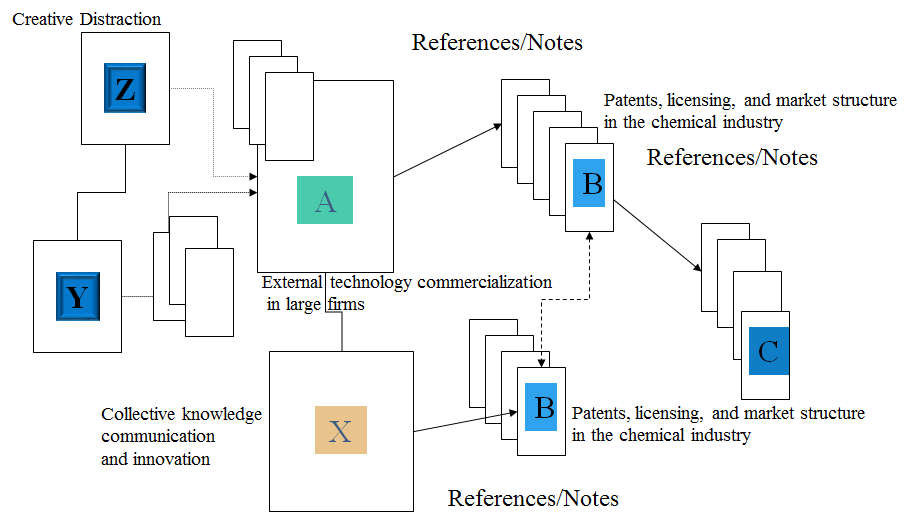 Creative Distraction
References/Notes
Z
Patents, licensing, and market structure
in the chemical industry
References/Notes
B
A
External technology commercialization
in large firms
Y
C
B
Collective knowledge
communication
and innovation
X
Patents, licensing, and market structure
in the chemical industry
References/Notes